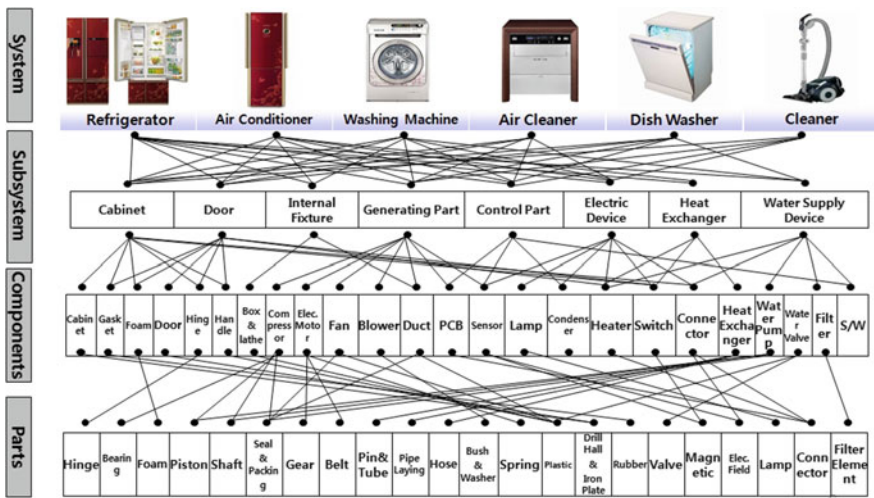 System
Refrigerator
Air Conditioner
Washing Machine
Air Cleaner
Dish Washer
Cleaner
Subsystem
Cabinet
Door
Internal
Fixture
Generating Part
Control Part
Electric
Device
Heat
Exchanger
Water Supply
Device
Components
Cabin
et
Gask
et
Foam
Door
Hing
e
Han
dle
Box
&
lathe
Com
press
or
Elec.
Motor
Fan
Blower
Duct
PCB
Sensor
Lamp
Condens
er
Heater
Switch
Conne
ctor
Heat
Excha
nger
Wat
er
Pump
Wate
r
Valve
Filt
er
S/W
Parts
Hinge
Bearin
g
Foam
Piston
Shaft
Seal
&
Packin
g
Gear
Belt
Pin&
Tube
Pipe
Laying
Hose
Bush
&
Washer
Spring
Plastic
Drill
Hall
&
Iron
Plate
Rubber
Valve
Magn
etic
Elec.
Field
Lamp
Conn
ector
Filter
Eleme
nt